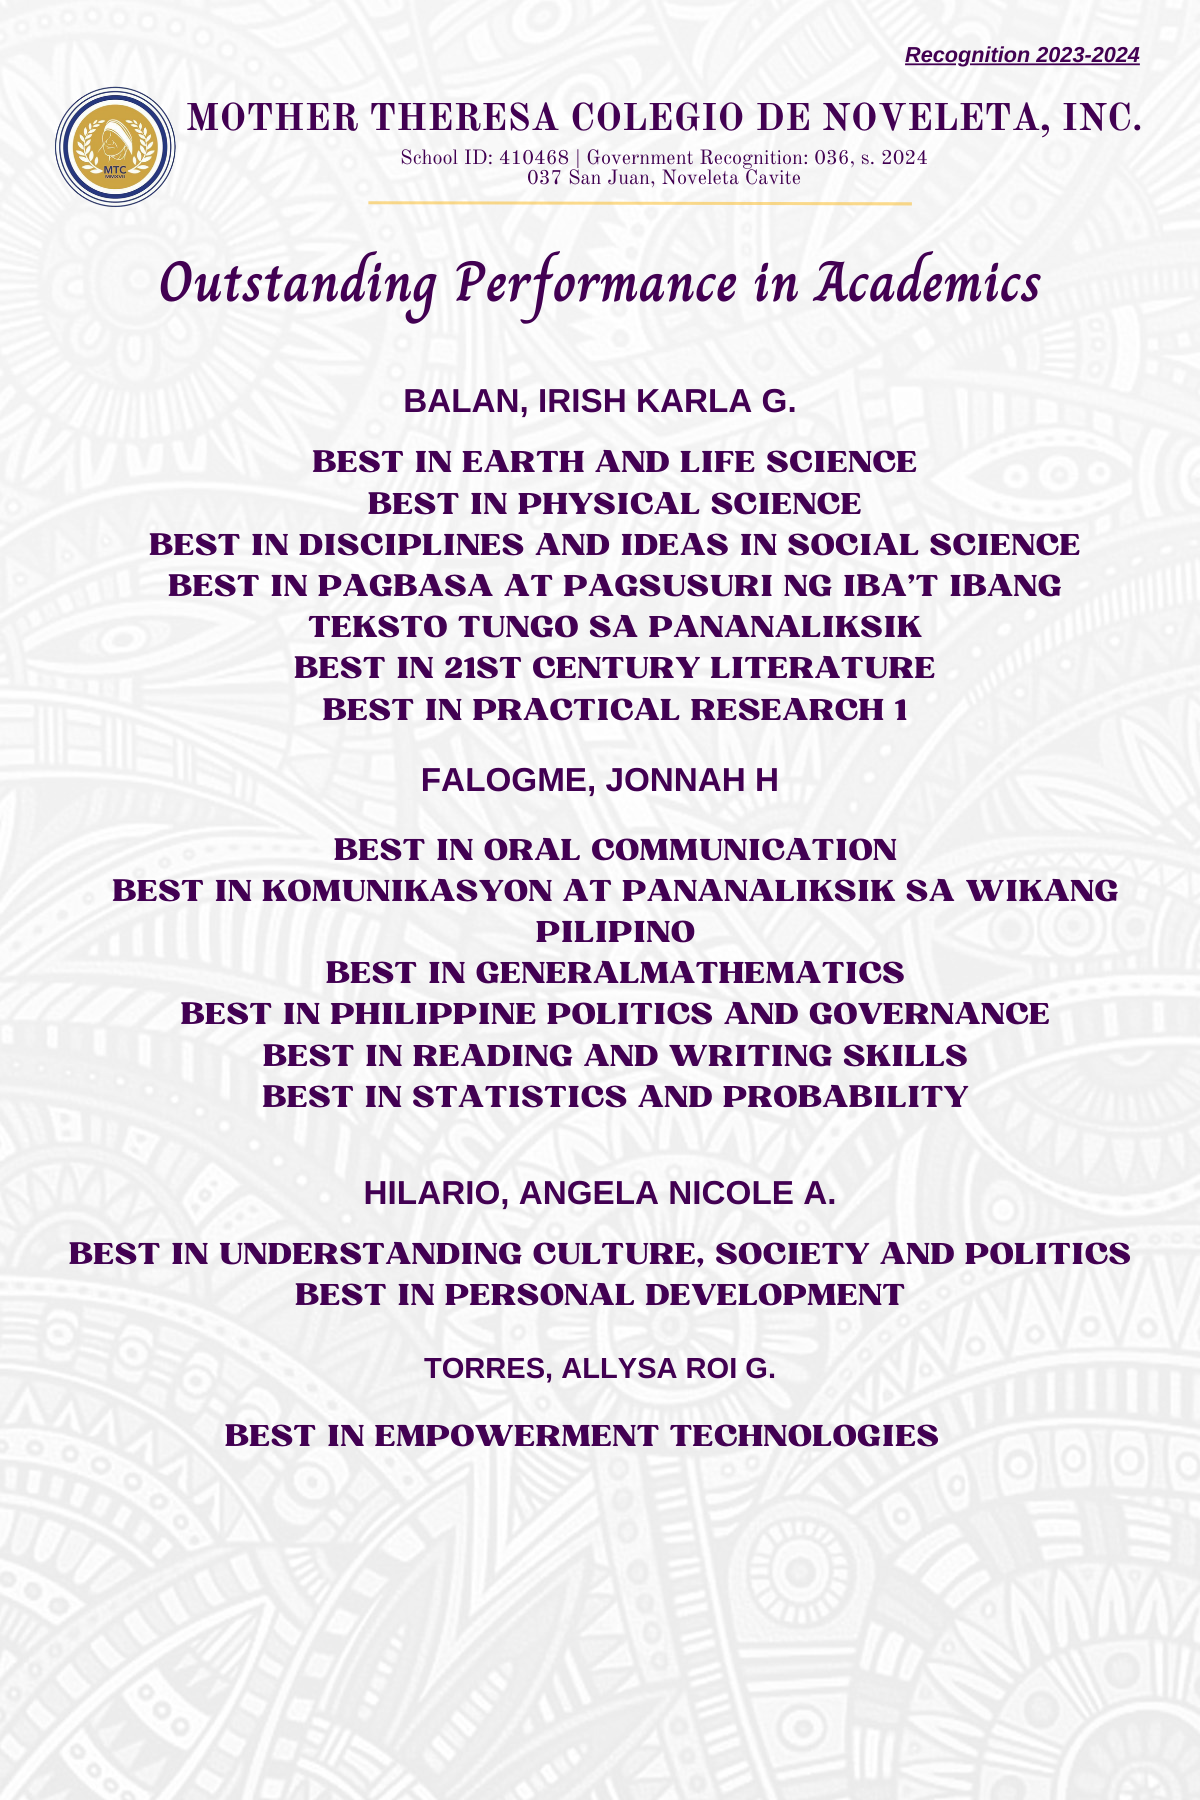 Recognition 2023-2024
MOTHER THERESA COLEGIO DE NOVELETA, INC.
School ID: 410468 | Government Recognition: 036, s. 2024
037 San Juan, Noveleta Cavite
MTC
Outstanding Performance in Academics
BALAN, IRISH KARLA G.
BEST IN EARTH AND LIFE SCIENCE
BEST IN PHYSICAL SCIENCE
BEST IN DISCIPLINES AND IDEAS IN SOCIAL SCIENCE
BEST IN PAGBASA AT PAGSUSURI NG IBA'T IBANG
TEKSTO TUNGO SA PANANALIKSIK
BEST IN 21ST CENTURY LITERATURE
BEST IN PRACTICAL RESEARCH 1
FALOGME, JONNAH H
BEST IN ORAL COMMUNICATION
BEST IN KOMUNIKASYON AT PANANALIKSIK SA WIKANG
PILIPINO
BEST IN GENERALMATHEMATICS
BEST IN PHILIPPINE POLITICS AND GOVERNANCE
BEST IN READING AND WRITING SKILLS
BEST IN STATISTICS AND PROBABILITY
HILARIO, ANGELA NICOLE A.
BEST IN UNDERSTANDING CULTURE, SOCIETY AND POLITICS
BEST IN PERSONAL DEVELOPMENT
TORRES, ALLYSA ROI G.
BEST IN EMPOWERMENT TECHNOLOGIES